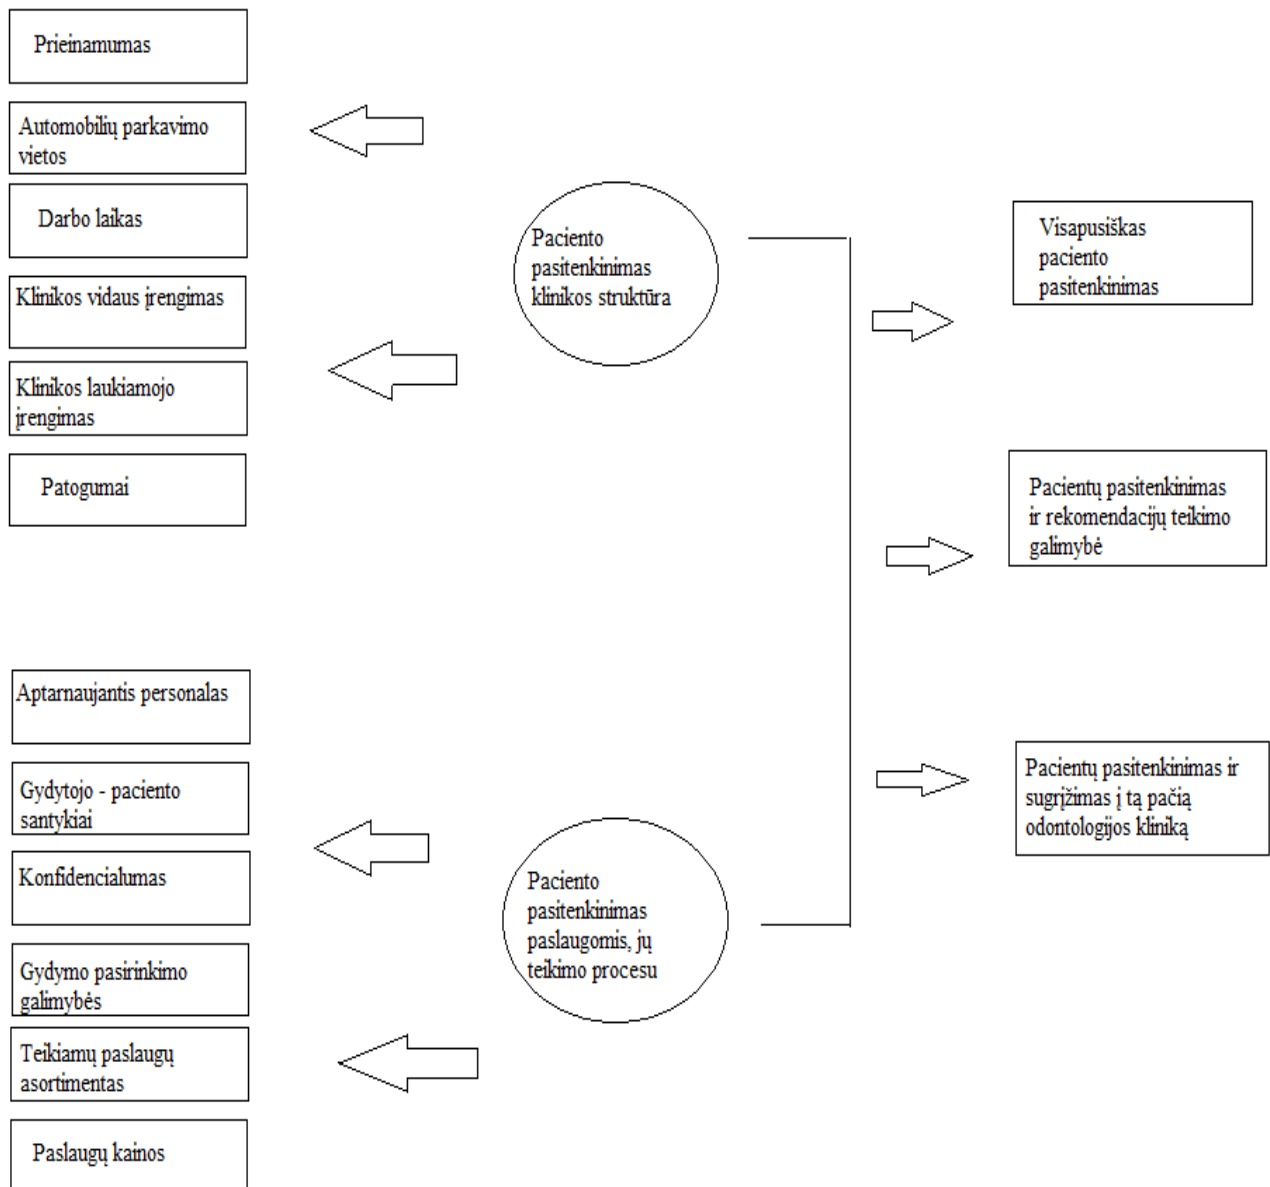 Prieinamumas
Automobilių parkavimo
vietos
Darbo laikas
Klinikos vidaus įrengimas
Klinikos laukiamojo
įrengimas
Patogumai
Paciento
pasitenkinimas
klinikos struktūra
Visapusiškas
paciento
pasitenkinimas
Pacientų pasitenkinimas
ir rekomendacijų teikimo
galimybė
Aptarnaujantis personalas
Gydytojo - paciento
santykiai
Konfidencialumas
Gydymo pasirinkimo
galimybės
Teikiamų paslaugų
asortimentas
Paslaugų kainos
Paciento
pasitenkinimas
paslaugomis, jų
teikimo procesu
Pacientų pasitenkinimas ir
sugrįžimas į tą pačią
odontologijos kliniką